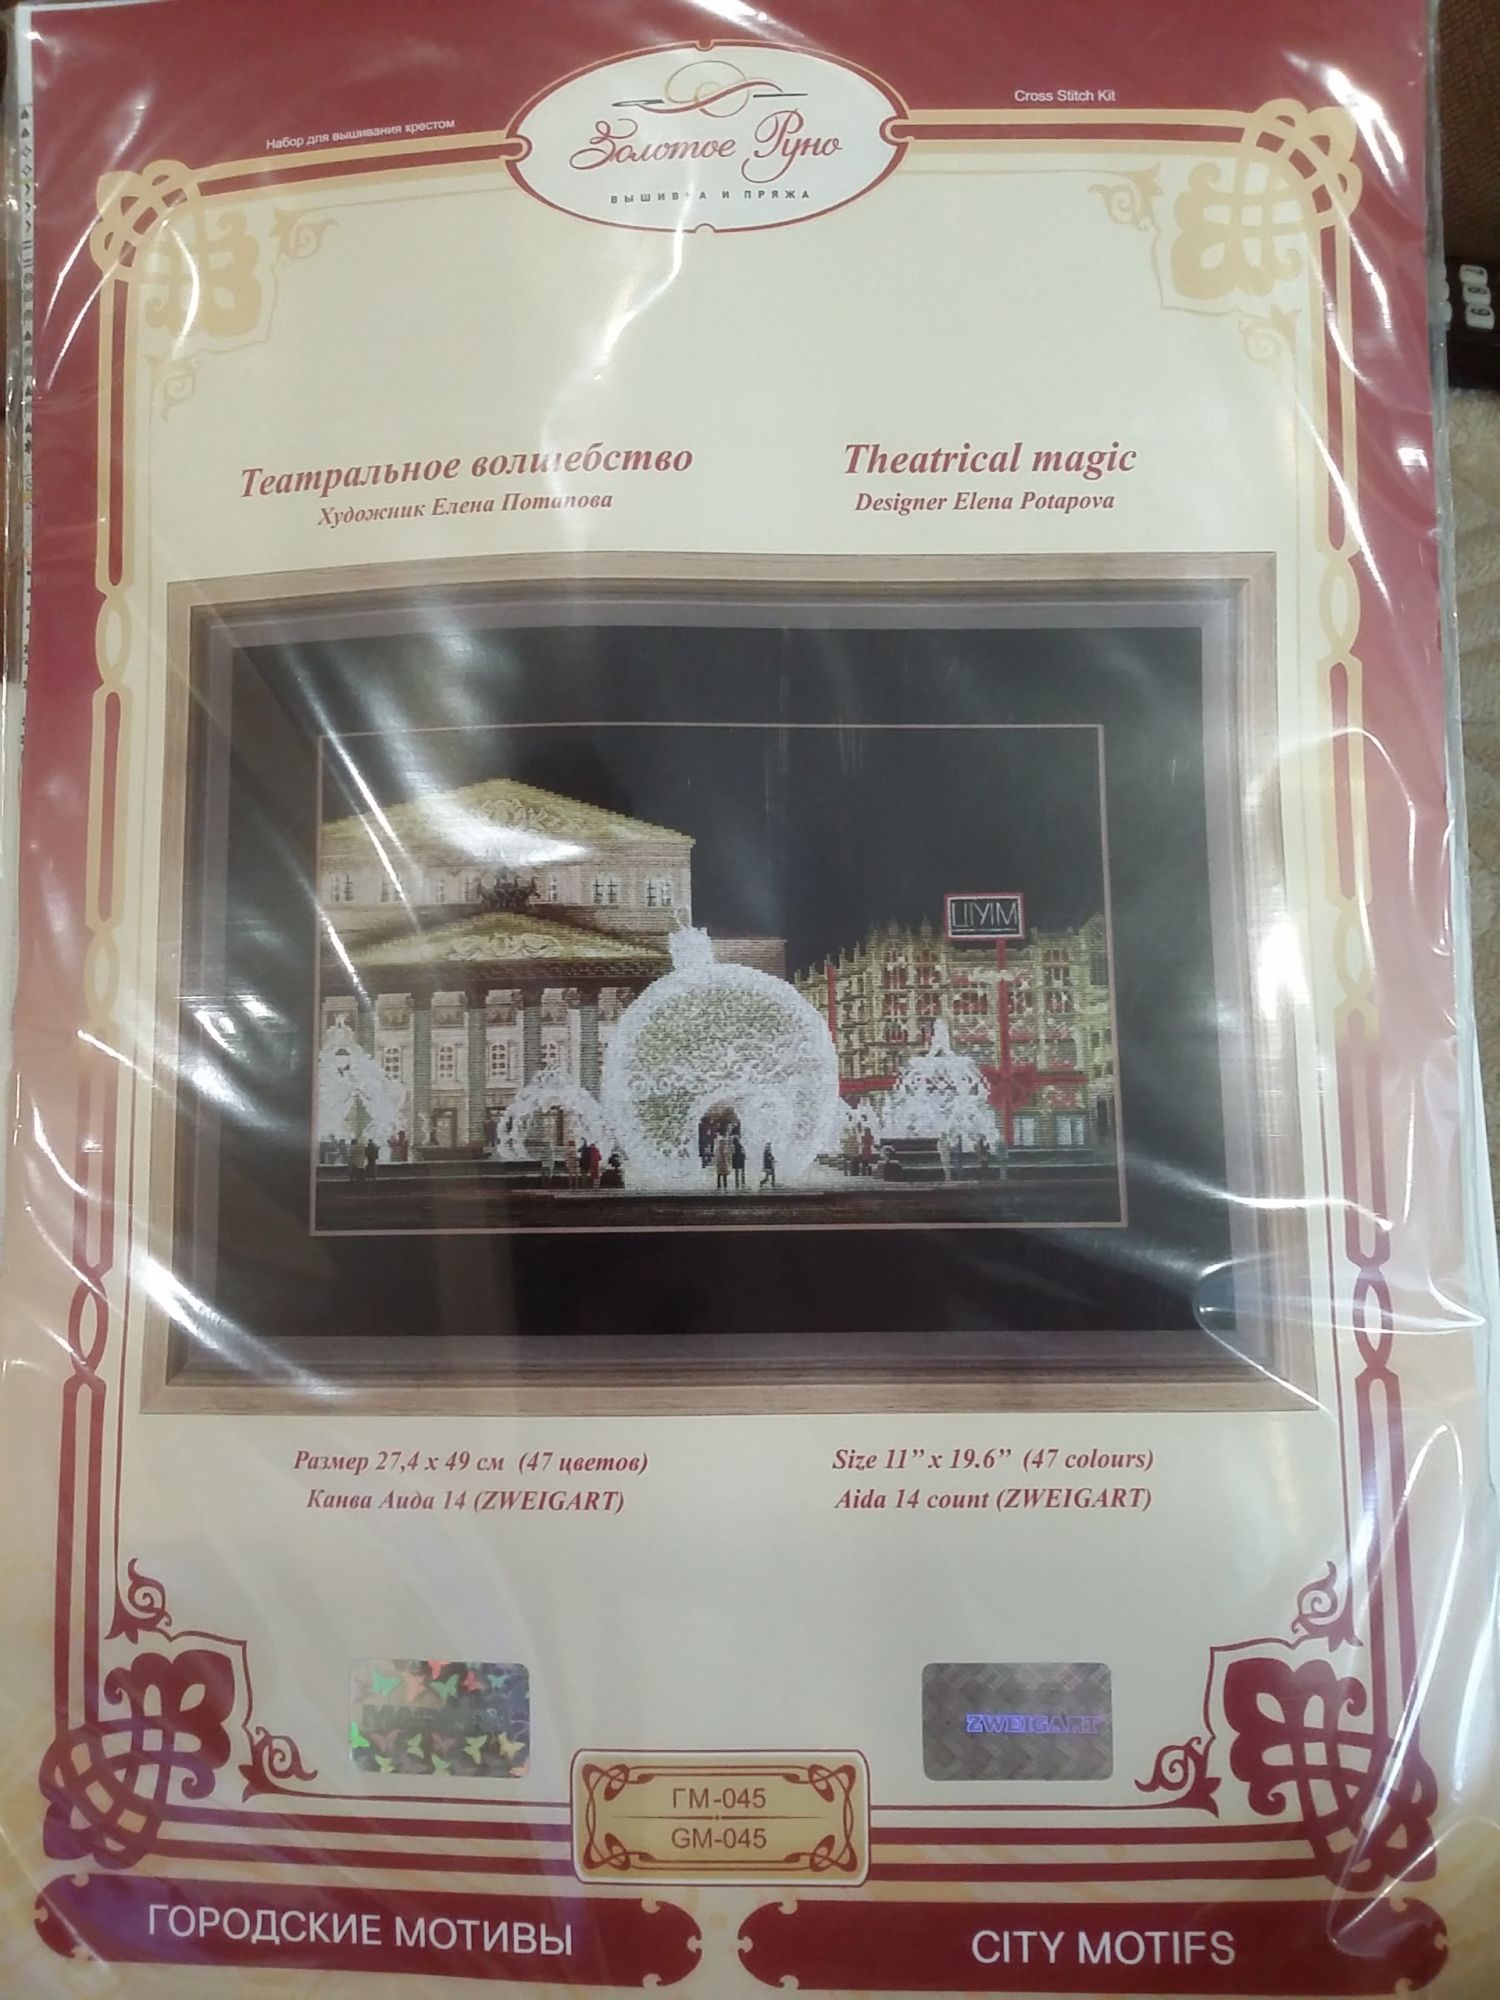 Набор для вышивания крестом
Cross Stitch Kit
Золотое Руно
ВЫШИВКА И ПРЯЖА
Театральное волшебство
Художник Елена Потапова
Theatrical magic
Designer Elena Potapova
Размер 27,4 x 49 см (47 цветов)
Канва Аида 14 (ZWEIGART)
Size 11” x 19.6” (47 colours)
Aida 14 count (ZWEIGART)
ZWEIGART
ГМ-045
GM-045
ГОРОДСКИЕ МОТИВЫ
CITY MOTIFS